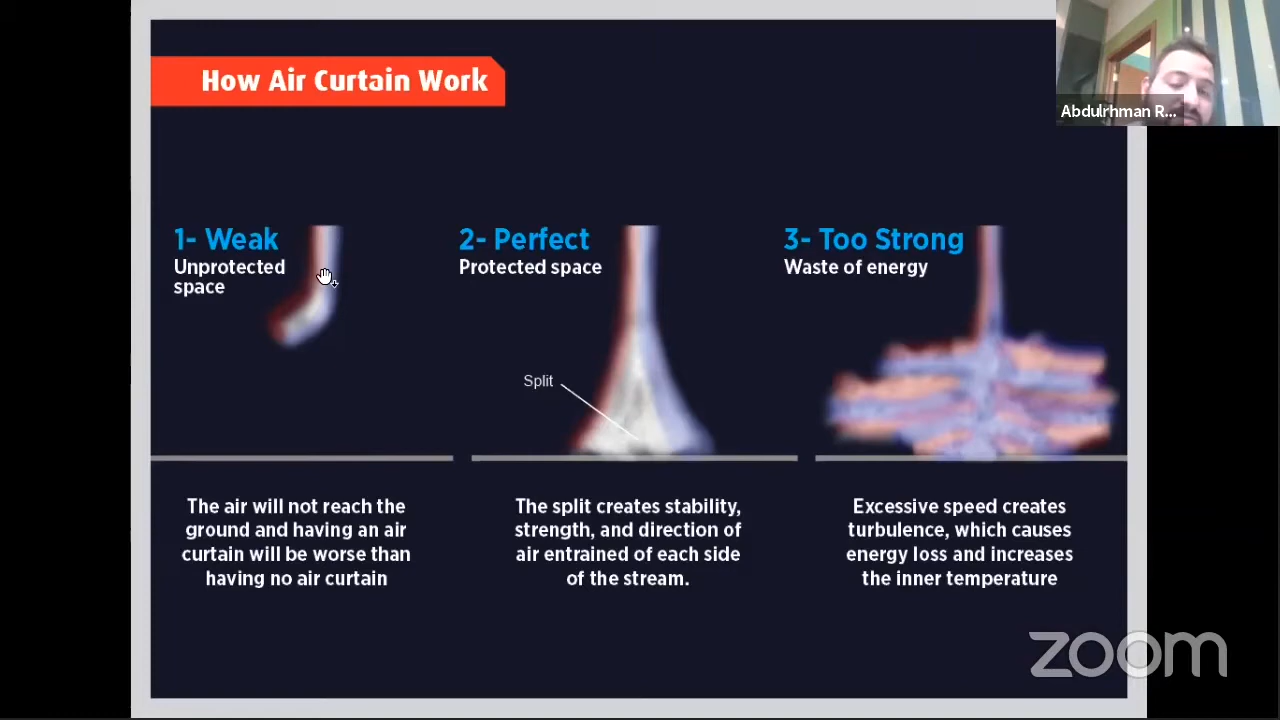 How Air Curtain Work
Abdulrhman R...
1- Weak
Unprotected
space
2- Perfect
Protected space
3- Too Strong
Waste of energy
Split
The air will not reach the
ground and having an air
curtain will be worse than
having no air curtain
The split creates stability,
strength, and direction of
air entrained of each side
of the stream.
Excessive speed creates
turbulence, which causes
energy loss and increases
the inner temperature
zoom